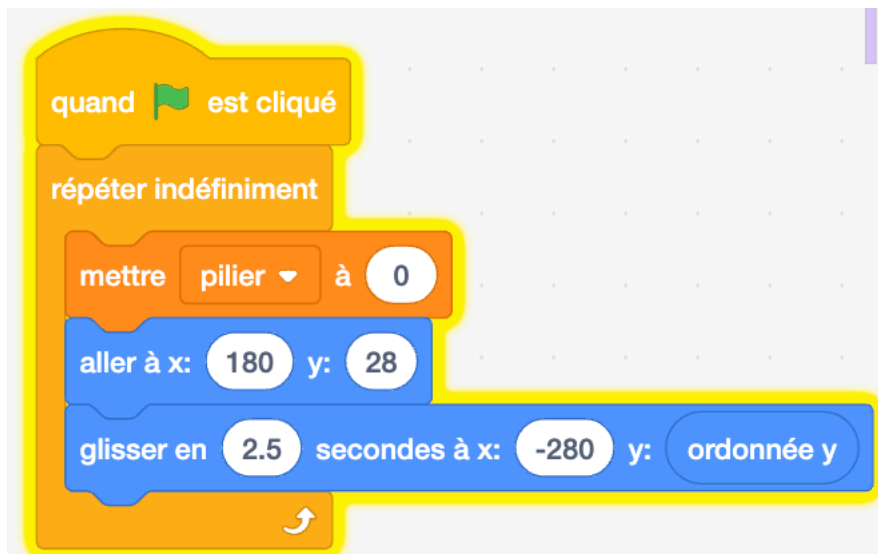 quand est cliqué
répéter indéfiniment
mettre pilier à 0
aller à x: 180 y: 28
glisser en 2.5 secondes à x: -280 y: ordonnée y